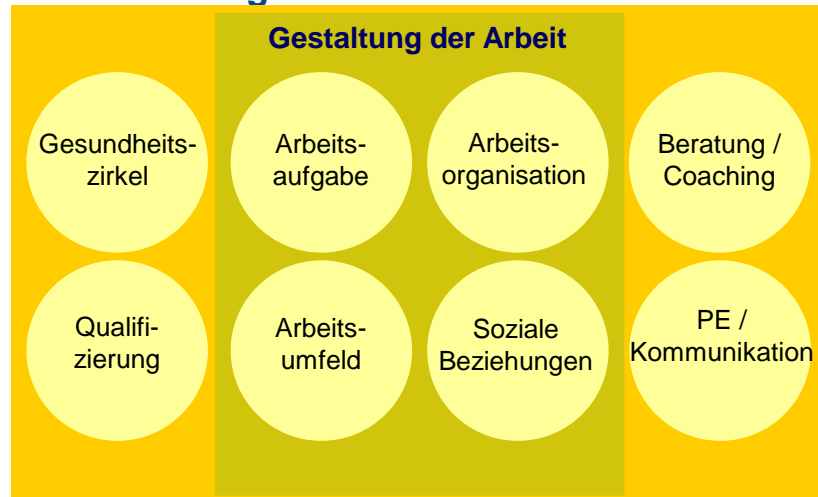 Gestaltung der Arbeit
Gesundheits-
zirkel
Arbeits-
aufgabe
Arbeits-
organisation
Beratung /
Coaching
Qualifi-
zierung
Arbeits-
umfeld
Soziale
Beziehungen
PE /
Kommunikation